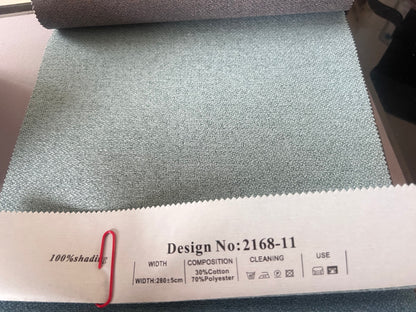 Design No:2168-11
100%shading
WIDTH COMPOSITION CLEANING USE
WIDTH:280±5cm 30%Cotton
70%Polyester